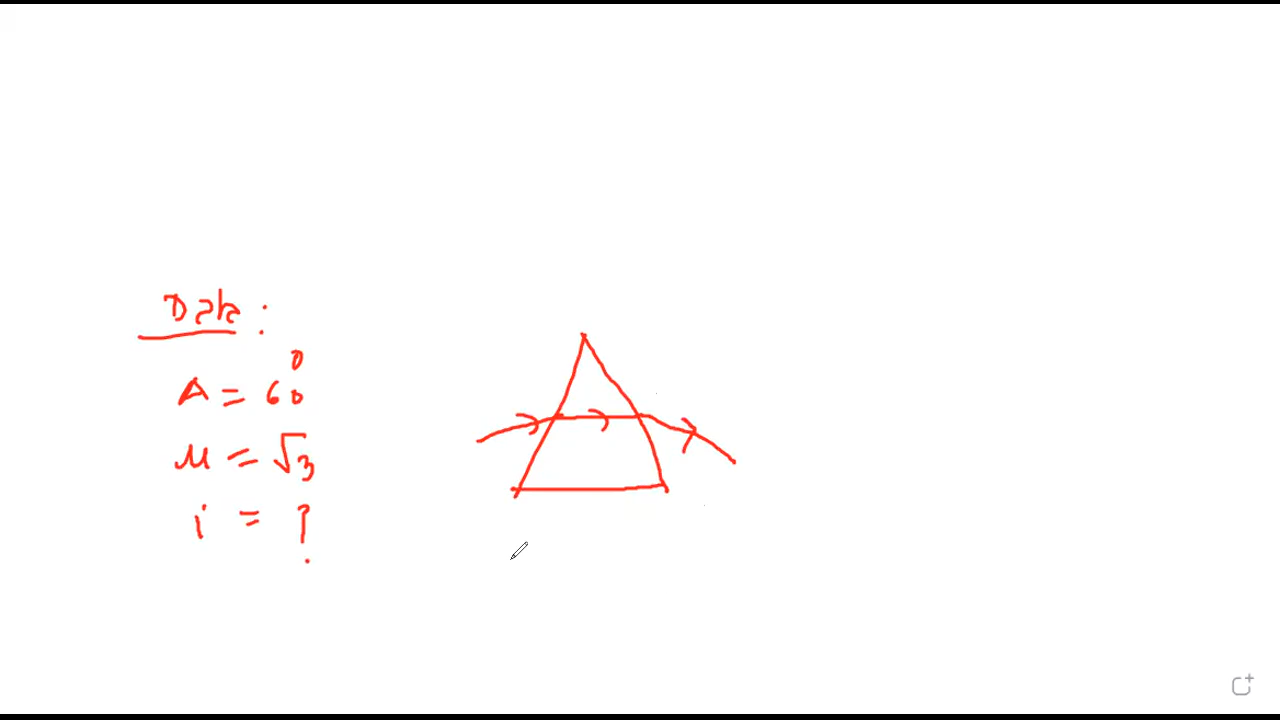 Data :
A = 60°
μ = √3
i = ?